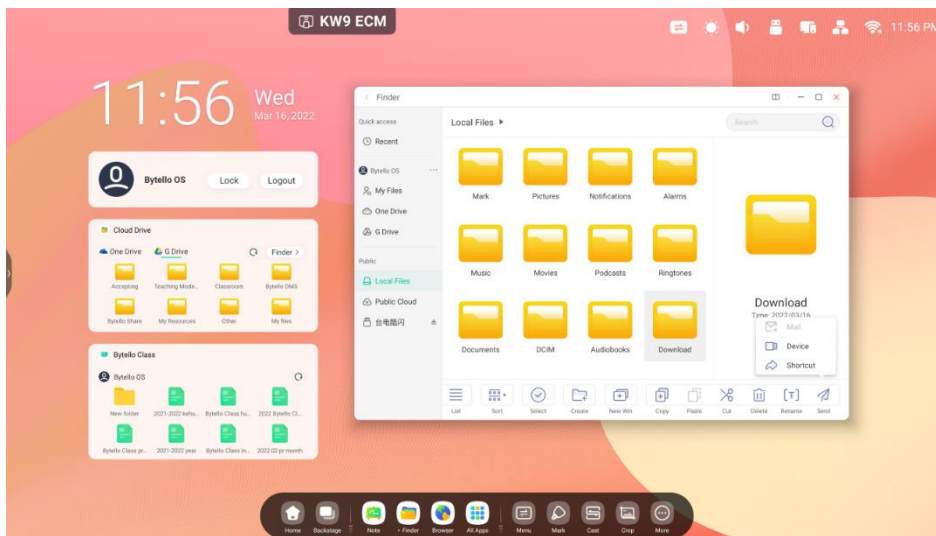 KW9 ECM
11:56 PM
11:56
Wed
Mar 16, 2022
Bytello OS
Lock
Logout
Cloud Drive
One Drive
G Drive
Finder >
Accepting
Teaching Mode...
Classroom
Bytello DMS
Bytello Share
My Resources
Other
My files
Bytello Class
Bytello OS
New folder
2021-2022 kehu...
Bytello Class hu...
2022 Bytello Cl...
Bytello Class pr...
2021-2022 year
Bytello Class m...
2022 02 pr month
Finder
Quick access
Recent
Bytello OS
My Files
One Drive
G Drive
Public
Local Files
Public Cloud
台电酷闪
Local Files
Search
Mark
Pictures
Notifications
Alarms
Music
Movies
Podcasts
Ringtones
Documents
DCIM
Audiobooks
Download
Download
Time: 2022/03/16
Mail
Device
Shortcut
List
Sort
Select
Create
New Win
Copy
Paste
Cut
Delete
Rename
Send
Home
Backstage
Note
Finder
Browser
All Apps
Menu
Mark
Cast
Crop
More